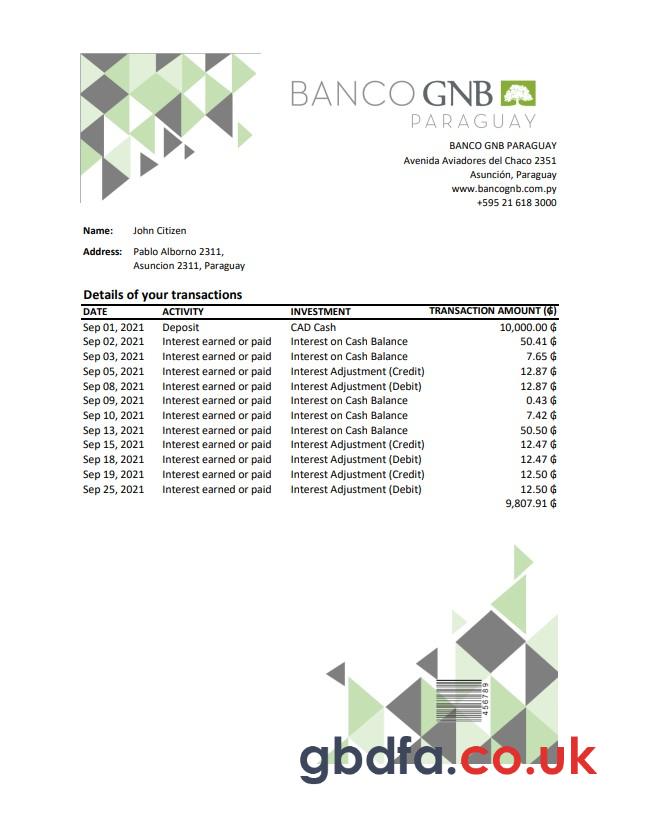 BANCO GNB
PARAGUAY
BANCO GNB PARAGUAY
Avenida Aviadores del Chaco 2351
Asunción, Paraguay
www.bancognb.com.py
+595 21 618 3000
Name: John Citizen
Address: Pablo Alborno 2311,
Asuncion 2311, Paraguay
Details of your transactions
DATE ACTIVITY INVESTMENT TRANSACTION AMOUNT (₲)
Sep 01, 2021 Deposit CAD Cash 10,000.00 ₲
Sep 02, 2021 Interest earned or paid Interest on Cash Balance 50.41 ₲
Sep 03, 2021 Interest earned or paid Interest on Cash Balance 7.65 ₲
Sep 05, 2021 Interest earned or paid Interest Adjustment (Credit) 12.87 ₲
Sep 08, 2021 Interest earned or paid Interest Adjustment (Debit) 12.87 ₲
Sep 09, 2021 Interest earned or paid Interest on Cash Balance 0.43 ₲
Sep 10, 2021 Interest earned or paid Interest on Cash Balance 7.42 ₲
Sep 13, 2021 Interest earned or paid Interest on Cash Balance 50.50 ₲
Sep 15, 2021 Interest earned or paid Interest Adjustment (Credit) 12.47 ₲
Sep 18, 2021 Interest earned or paid Interest Adjustment (Debit) 12.47 ₲
Sep 19, 2021 Interest earned or paid Interest Adjustment (Credit) 12.50 ₲
Sep 25, 2021 Interest earned or paid Interest Adjustment (Debit) 12.50 ₲
9,807.91 ₲
456789
gbdfa.co.uk